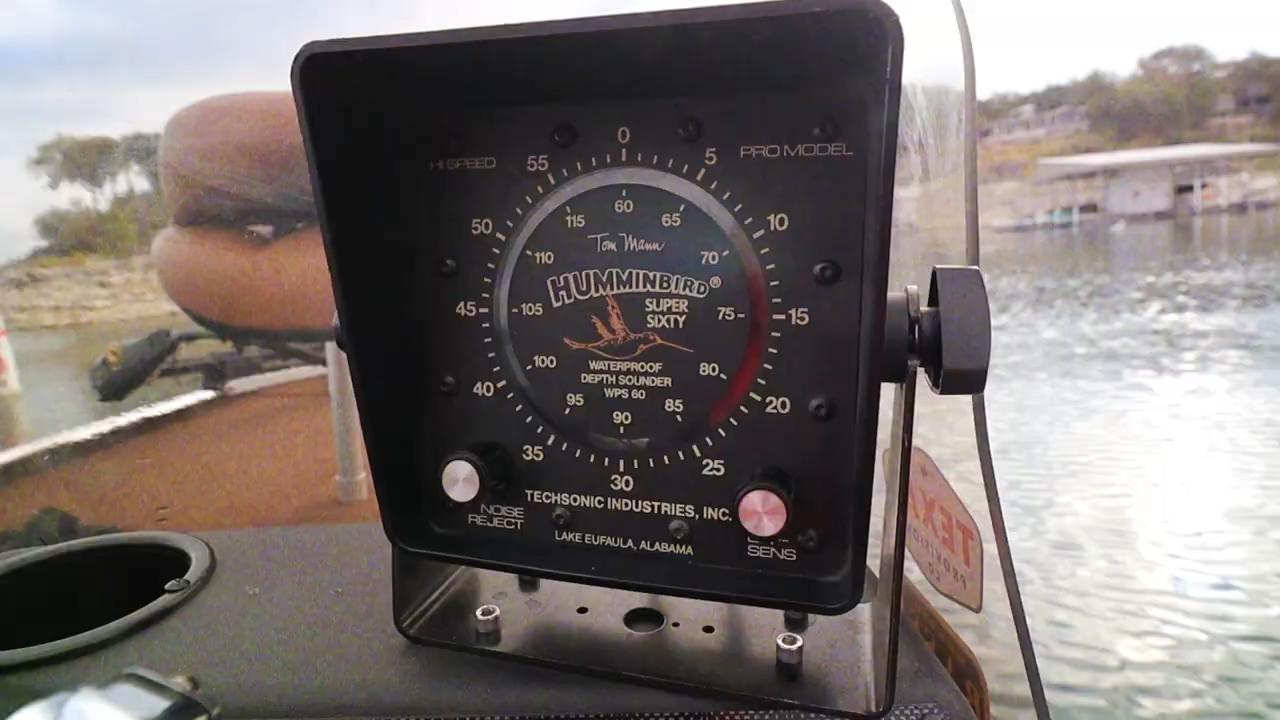 0
55
5
HI SPEED
PRO MODEL
50
10
60
115
65
Tom Mann
110
70
HUMMINBIRD®
45
105
SUPER
SIXTY
75
15
100
WATERPROOF
DEPTH SOUNDER
WPS 60
80
40
95
85
20
90
35
25
30
TECHSONIC INDUSTRIES, INC.
NOISE
REJECT
LAKE EUFAULA, ALABAMA
SENS